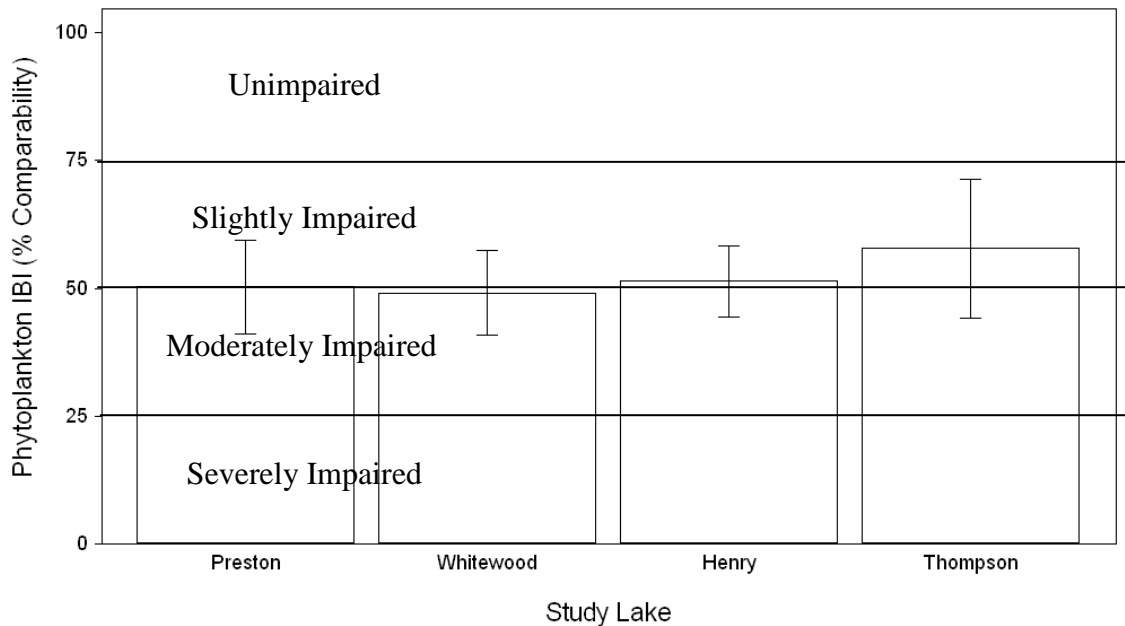 Phytoplankton IBI (% Comparability)
100
75
50
25
0
Unimpaired
Slightly Impaired
Moderately Impaired
Severely Impaired
Preston
Whitewood
Henry
Thompson
Study Lake